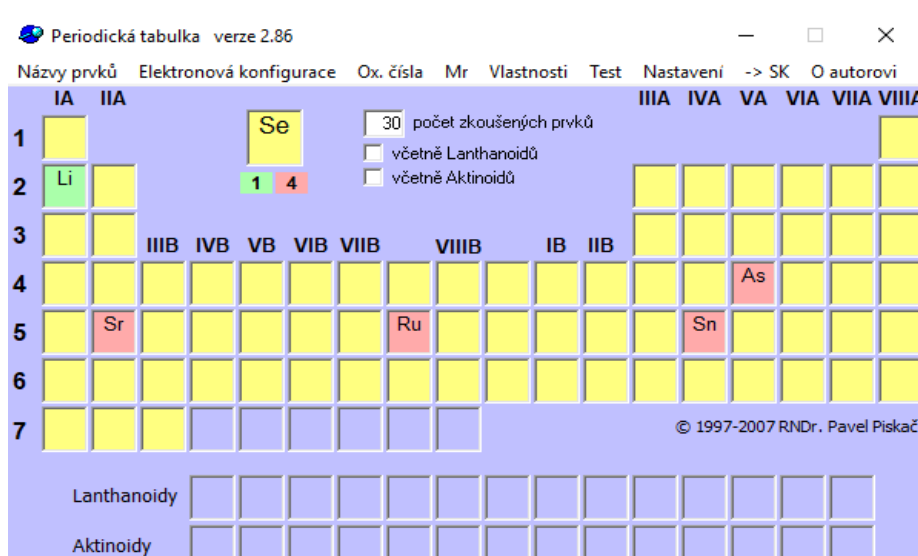 Periodická tabulka verze 2.86
Názvy prvků Elektronová konfigurace Ox. čísla Mr Vlastnosti Test Nastavení -> SK O autorovi
IA IIA IIIA IVA VA VIA VIIA VIIIA
Se
30 počet zkoušených prvků
včetně Lanthanoidů
včetně Aktinoidů
1 4
1
2 Li
3 IIIB IVB VB VIB VIIB VIIIB IB IIB
4 As
5 Sr Ru Sn
6
7 © 1997-2007 RNDr. Pavel Piskač
Lanthanoidy
Aktinoidy